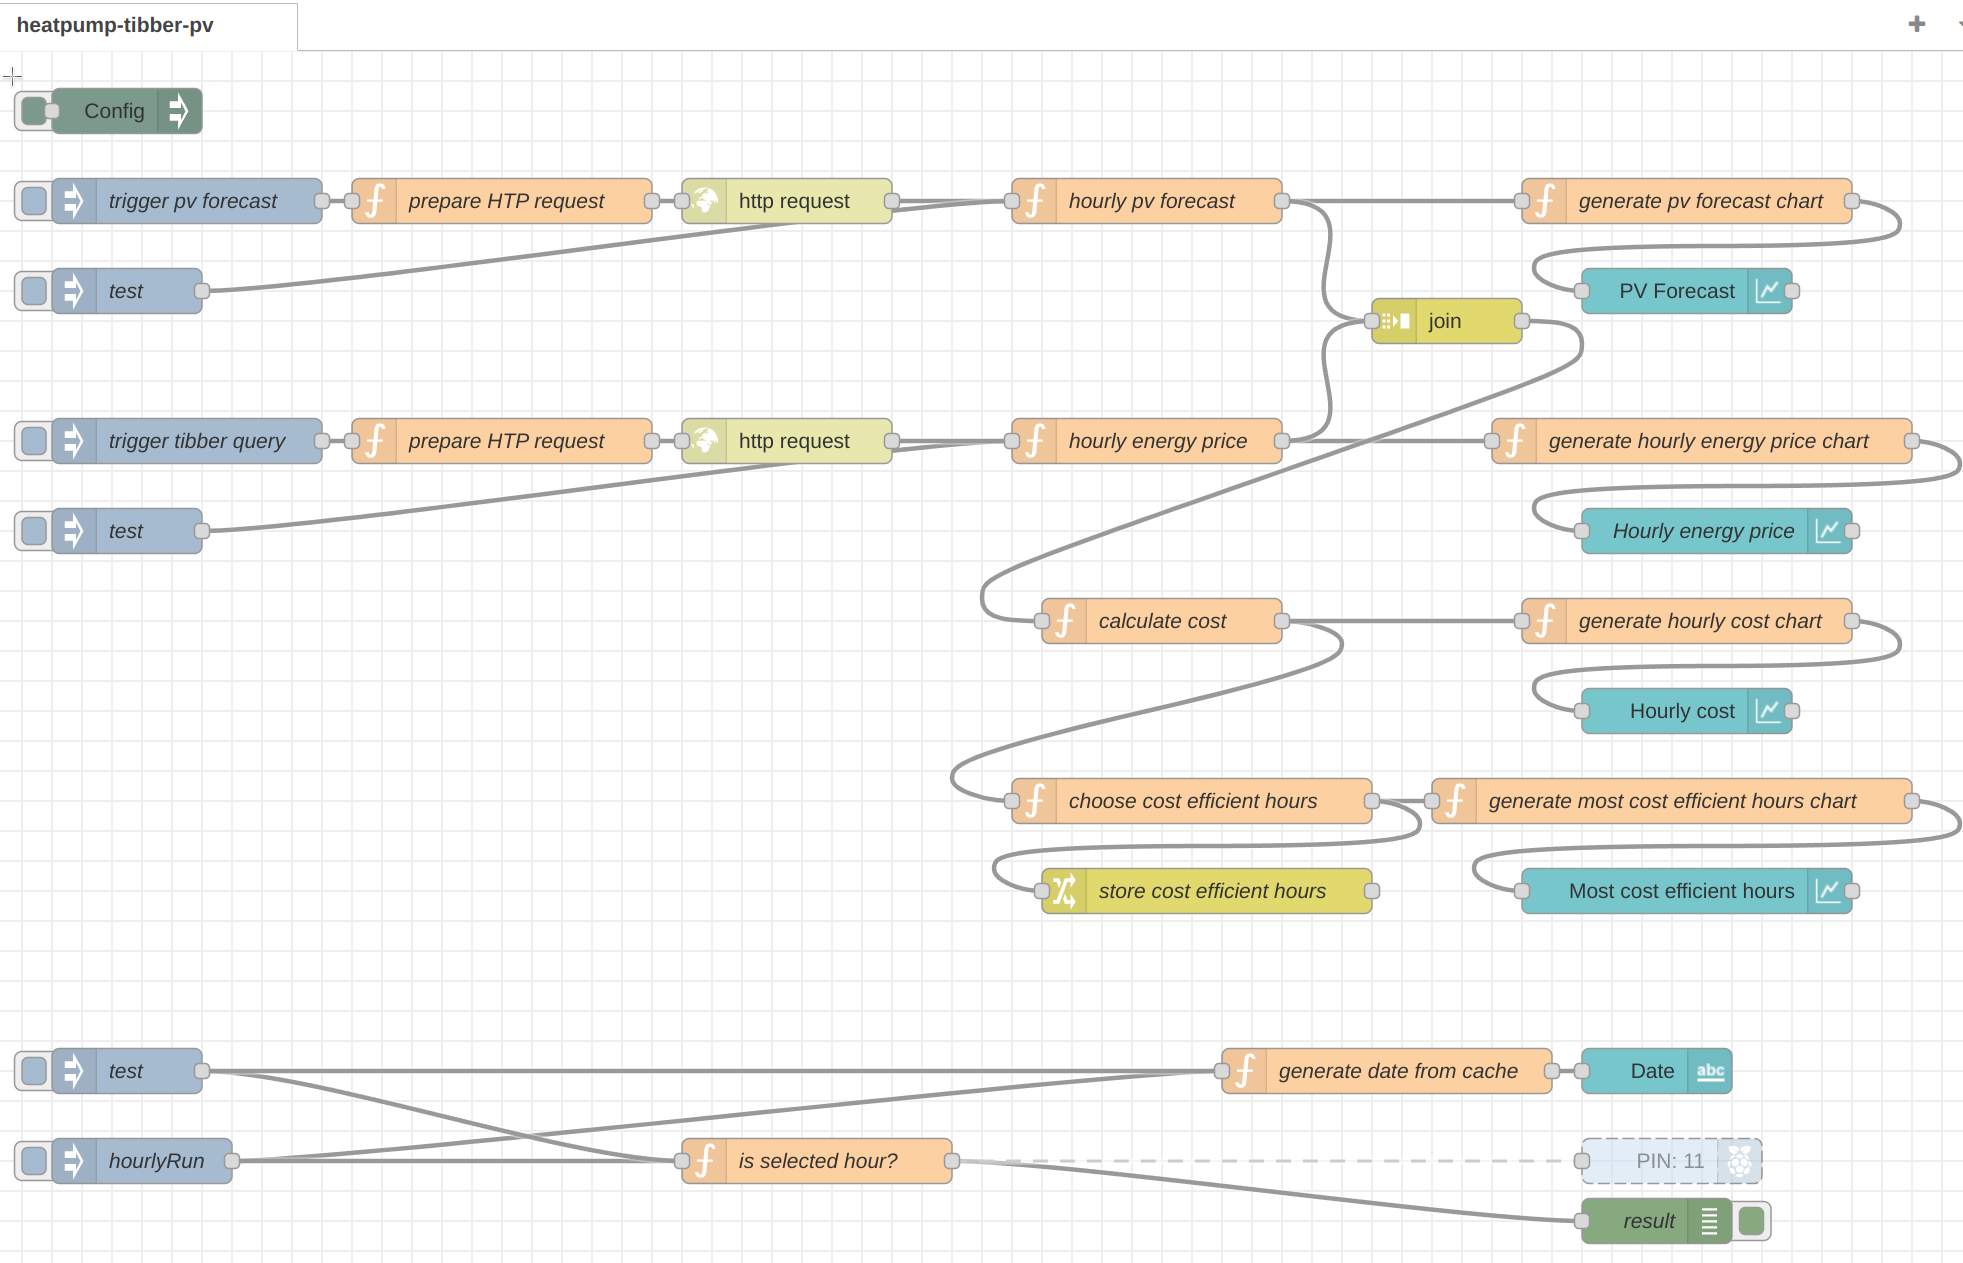 heatpump-tibber-pv
Config
trigger pv forecast
prepare HTP request
http request
hourly pv forecast
generate pv forecast chart
test
PV Forecast
join
trigger tibber query
prepare HTP request
http request
hourly energy price
generate hourly energy price chart
test
Hourly energy price
calculate cost
generate hourly cost chart
Hourly cost
choose cost efficient hours
generate most cost efficient hours chart
store cost efficient hours
Most cost efficient hours
test
generate date from cache
Date
abc
hourlyRun
is selected hour?
PIN: 11
result